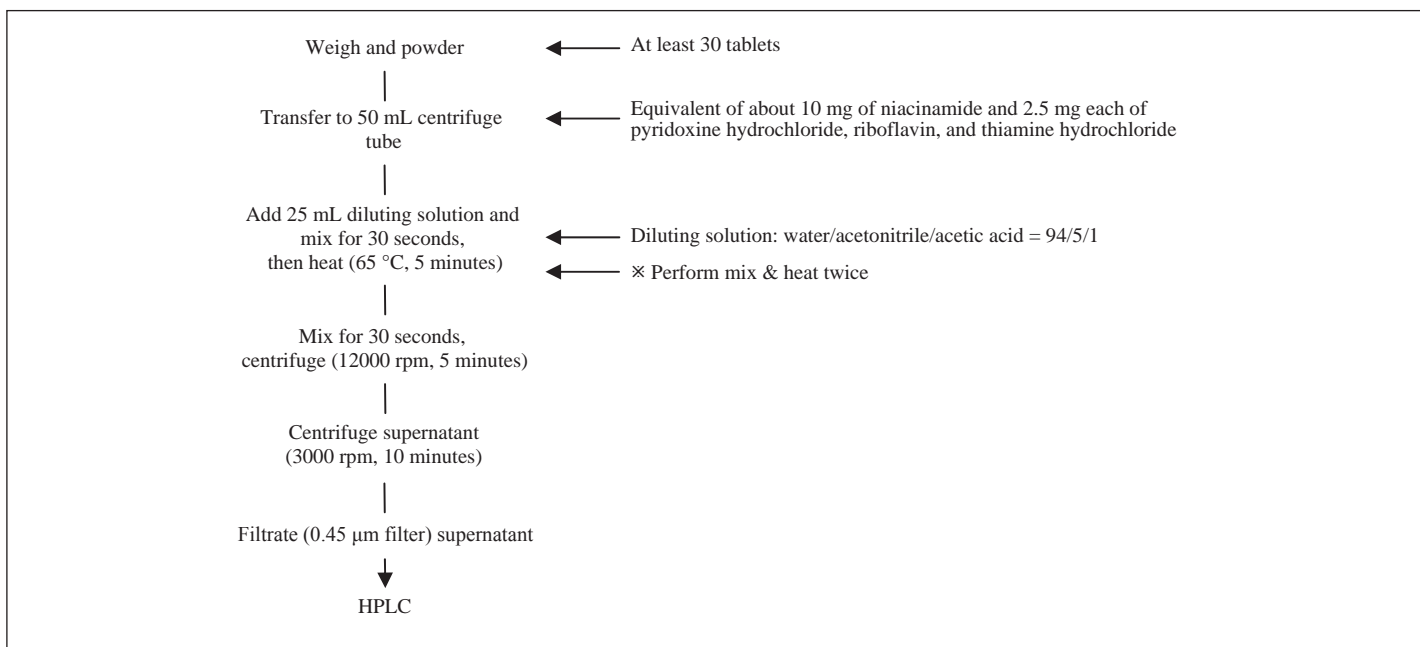 Weigh and powder
At least 30 tablets
Transfer to 50 mL centrifuge
tube
Equivalent of about 10 mg of niacinamide and 2.5 mg each of
pyridoxine hydrochloride, riboflavin, and thiamine hydrochloride
Add 25 mL diluting solution and
mix for 30 seconds,
then heat (65 °C, 5 minutes)
Diluting solution: water/acetonitrile/acetic acid = 94/5/1
※ Perform mix & heat twice
Mix for 30 seconds,
centrifuge (12000 rpm, 5 minutes)
Centrifuge supernatant
(3000 rpm, 10 minutes)
Filtrate (0.45 μm filter) supernatant
HPLC